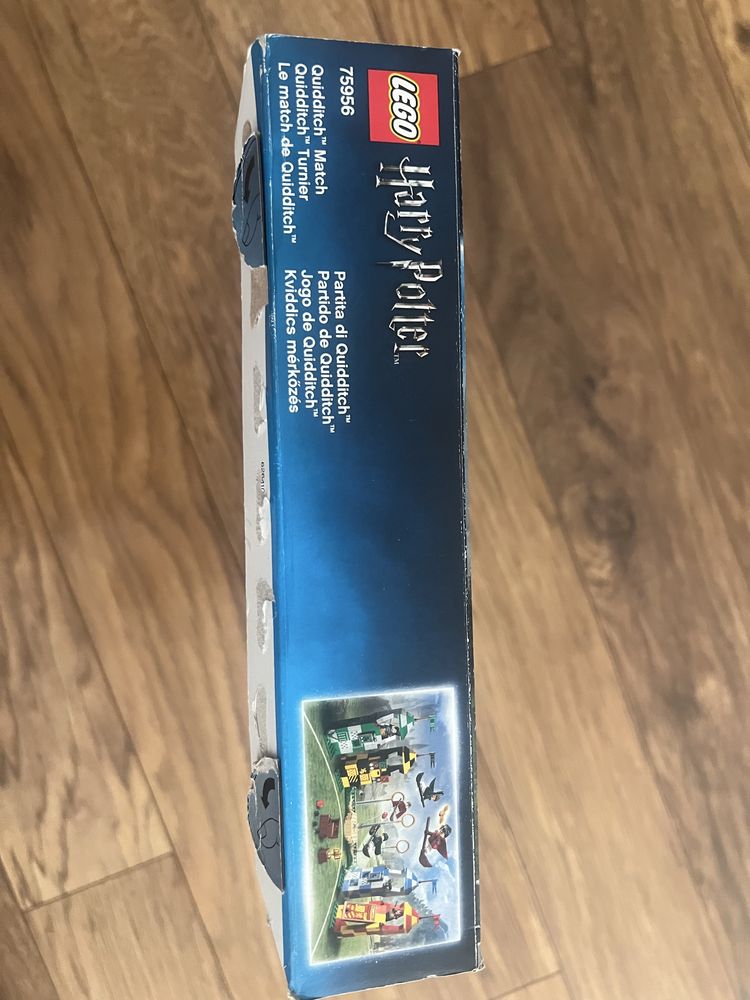 LEGO
Harry Potter™
75956
Quidditch™ Match
Quidditch™ Turnier
Le match de Quidditch™
Partita di Quidditch™
Partido de Quidditch™
Jogo de Quidditch™
Kviddics mérkőzés